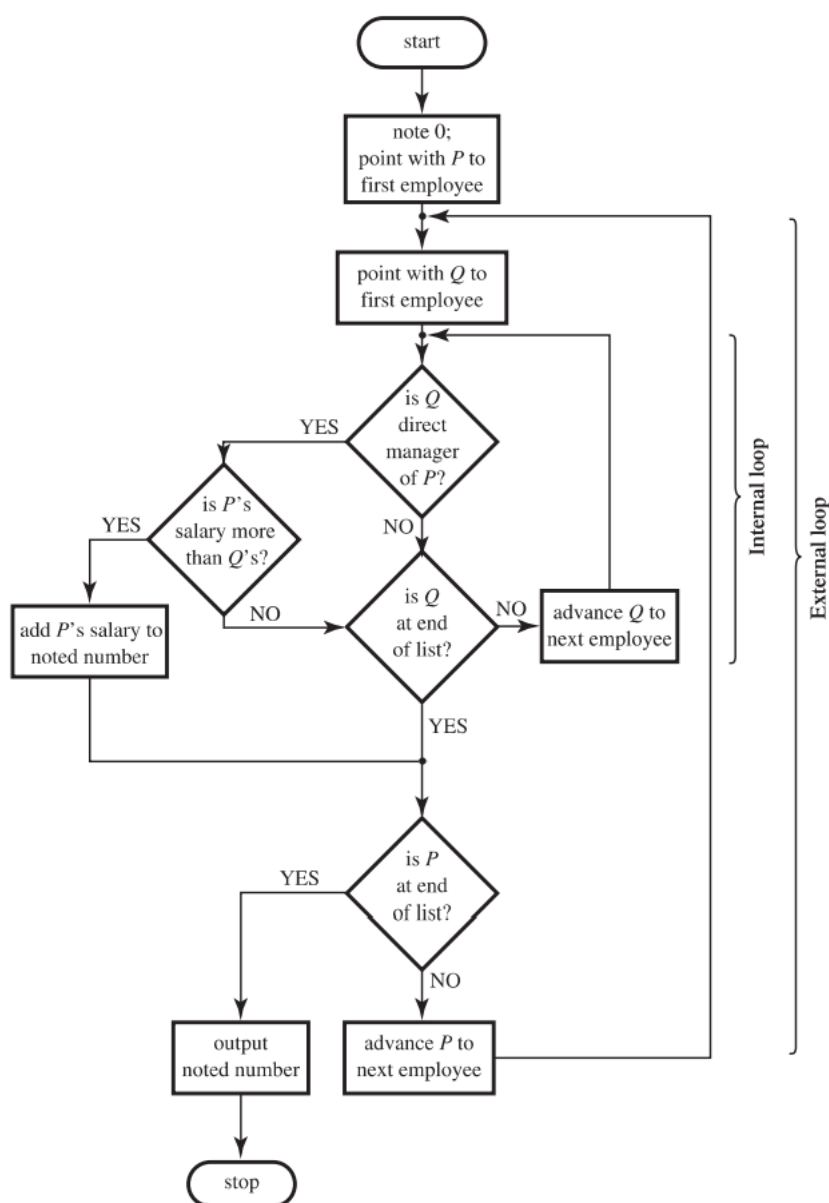 start
note 0;
point with P to
first employee
point with Q to
first employee
is Q
direct
manager
of P?
YES
NO
is P's
salary more
than Q's?
YES
NO
add P's salary to
noted number
is Q
at end
of list?
NO
YES
advance Q to
next employee
Internal loop
External loop
is P
at end
of list?
YES
NO
output
noted number
advance P to
next employee
stop